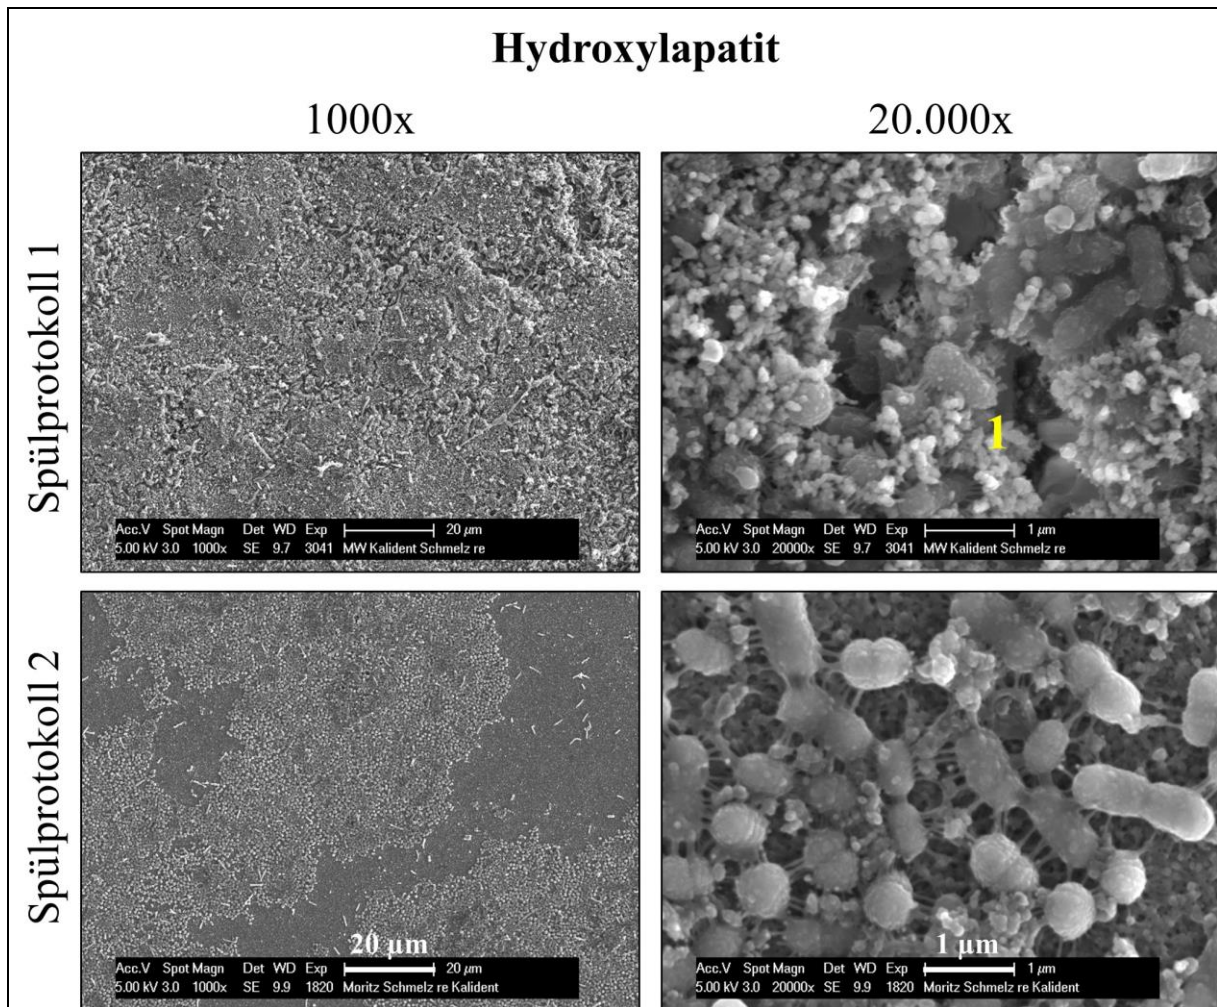 Hydroxylapatit
1000x
20.000x
Spülprotokoll 1
1
Acc.V Spot Magn Det WD Exp 20 µm
5.00 kV 3.0 1000x SE 9.7 3041 MW Kalident Schmelz re
Acc.V Spot Magn Det WD Exp 1 µm
5.00 kV 3.0 20000x SE 9.7 3041 MW Kalident Schmelz re
Spülprotokoll 2
20 µm
Acc.V Spot Magn Det WD Exp 20 µm
5.00 kV 3.0 1000x SE 9.9 1820 Moritz Schmelz re Kalident
1 µm
Acc.V Spot Magn Det WD Exp 1 µm
5.00 kV 3.0 20000x SE 9.9 1820 Moritz Schmelz re Kalident